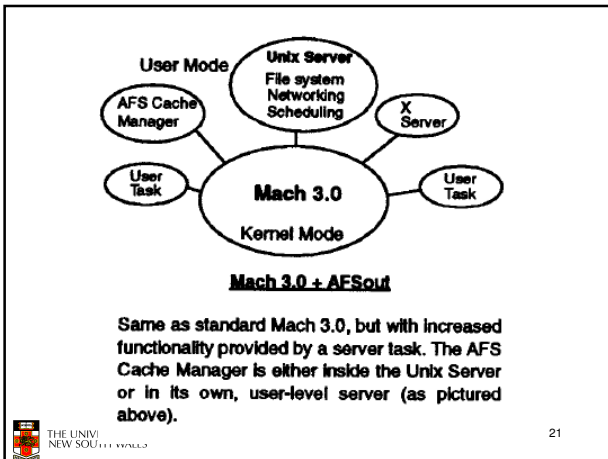 User Mode
Unix Server
File system
Networking
Scheduling
AFS Cache
Manager
X
Server
User
Task
Mach 3.0
User
Task
Kernel Mode
Mach 3.0 + AFSout
Same as standard Mach 3.0, but with increased
functionality provided by a server task. The AFS
Cache Manager is either inside the Unix Server
or in its own, user-level server (as pictured
above).
THE
NEW
21